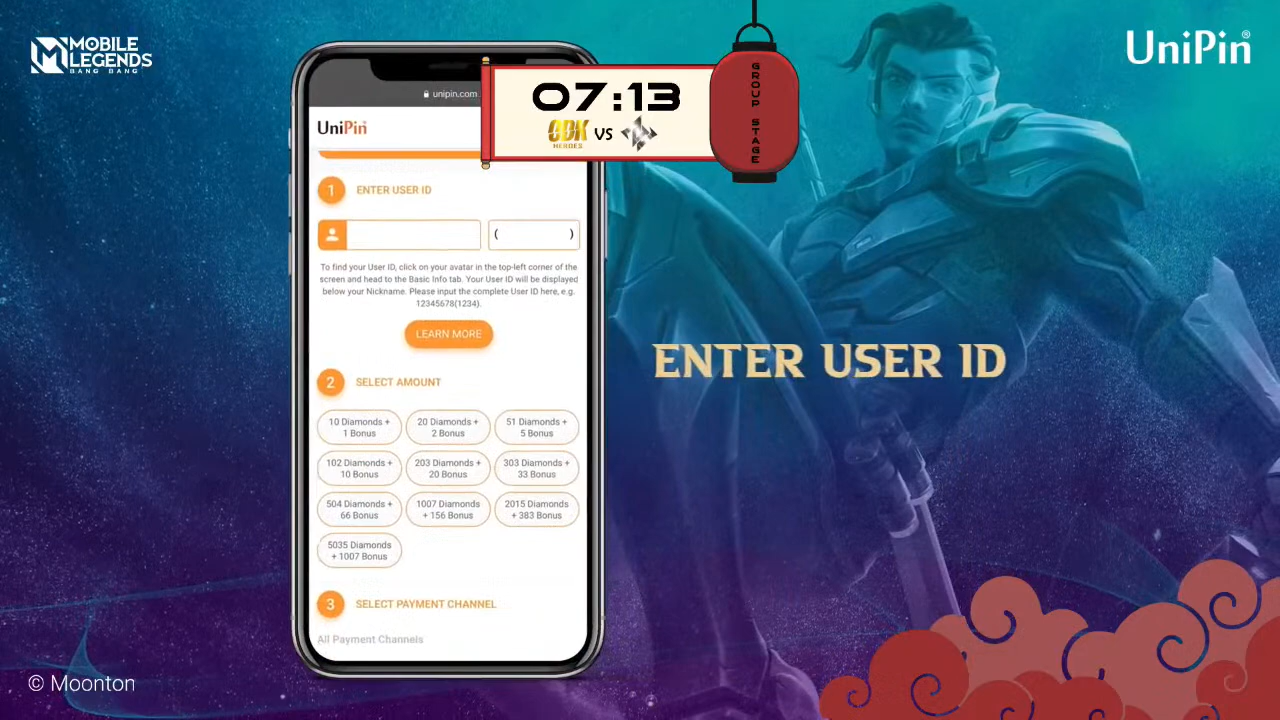 MOBILE
LEGENDS
BANG BANG
UniPin®
unipin.com
UniPin
07:13
HEROES
VS
GROUP STAGE
1 ENTER USER ID
( )
To find your User ID, click on your avatar in the top-left corner of the
screen and head to the Basic Info tab. Your User ID will be displayed
below your Nickname. Please input the complete User ID here, e.g.
12345678(1234).
LEARN MORE
ENTER USER ID
2 SELECT AMOUNT
10 Diamonds +
1 Bonus
20 Diamonds +
2 Bonus
51 Diamonds +
5 Bonus
102 Diamonds +
10 Bonus
203 Diamonds +
20 Bonus
303 Diamonds +
33 Bonus
504 Diamonds +
66 Bonus
1007 Diamonds
+ 156 Bonus
2015 Diamonds
+ 383 Bonus
5035 Diamonds
+ 1007 Bonus
3 SELECT PAYMENT CHANNEL
All Payment Channels
© Moonton